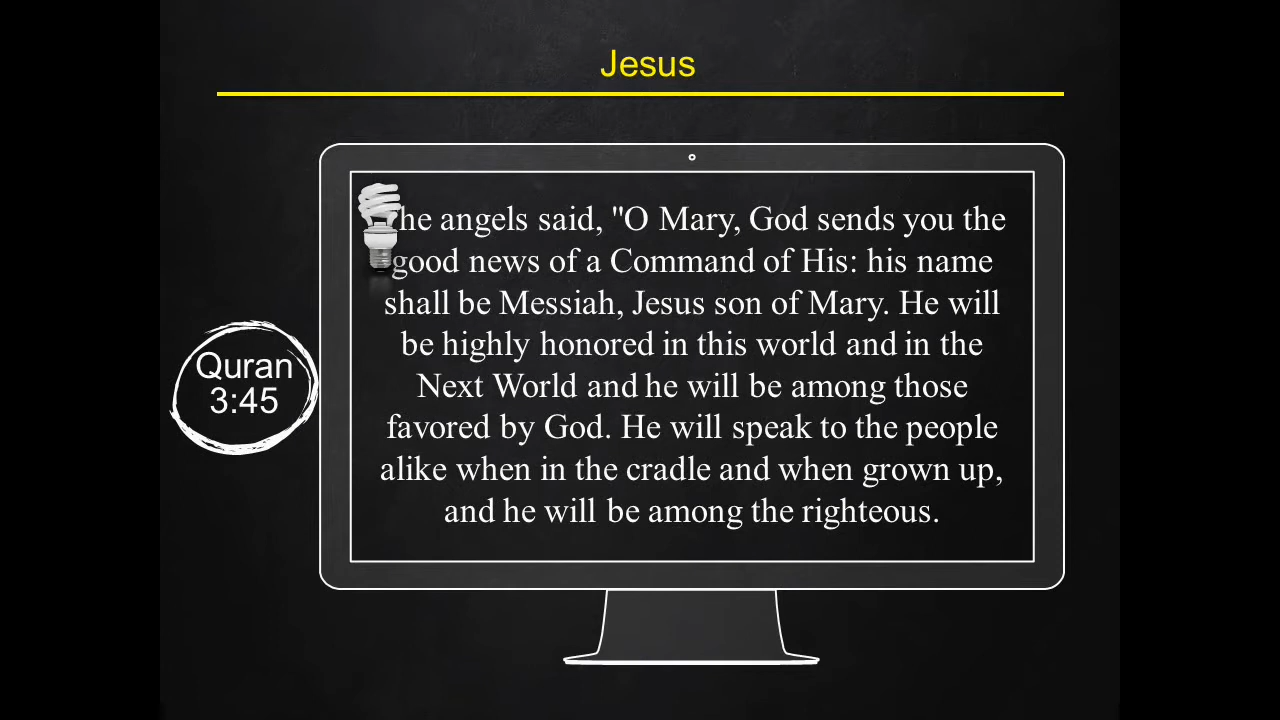 Jesus
he angels said, "O Mary, God sends you the
good news of a Command of His: his name
shall be Messiah, Jesus son of Mary. He will
be highly honored in this world and in the
Next World and he will be among those
favored by God. He will speak to the people
alike when in the cradle and when grown up,
and he will be among the righteous.
Quran
3:45